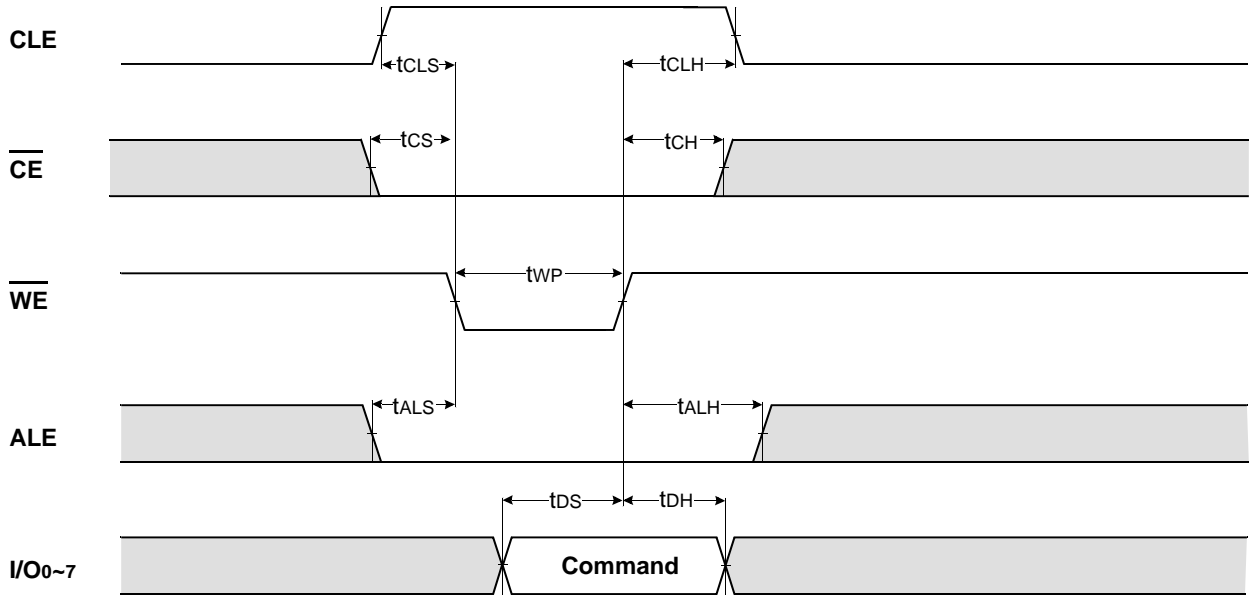 CLE
tCLS
tCLH
CE
tCS
tCH
WE
tWP
ALE
tALS
tALH
I/O0~7
tDS
tDH
Command